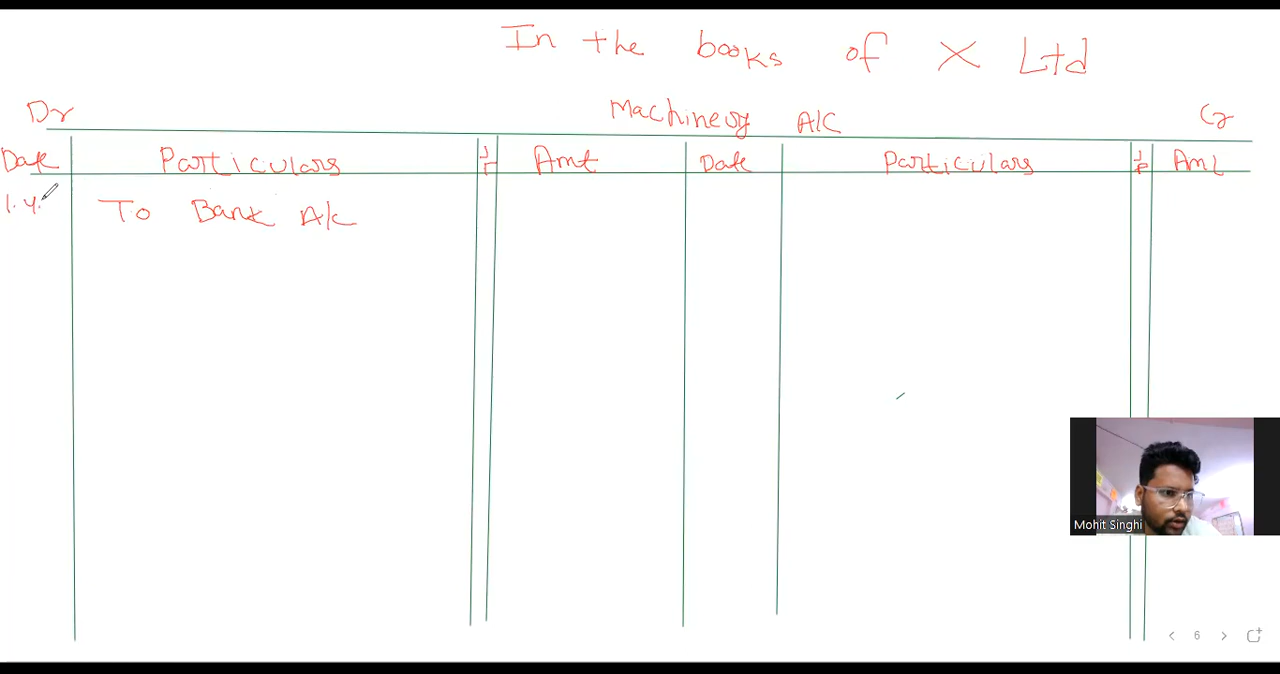 In the books of X Ltd
Dr Machinery A/C Cr
Date Particulars J.F Amt Date Particulars J.F Amt
1.4. To Bank A/c
Mohit Singhi
6